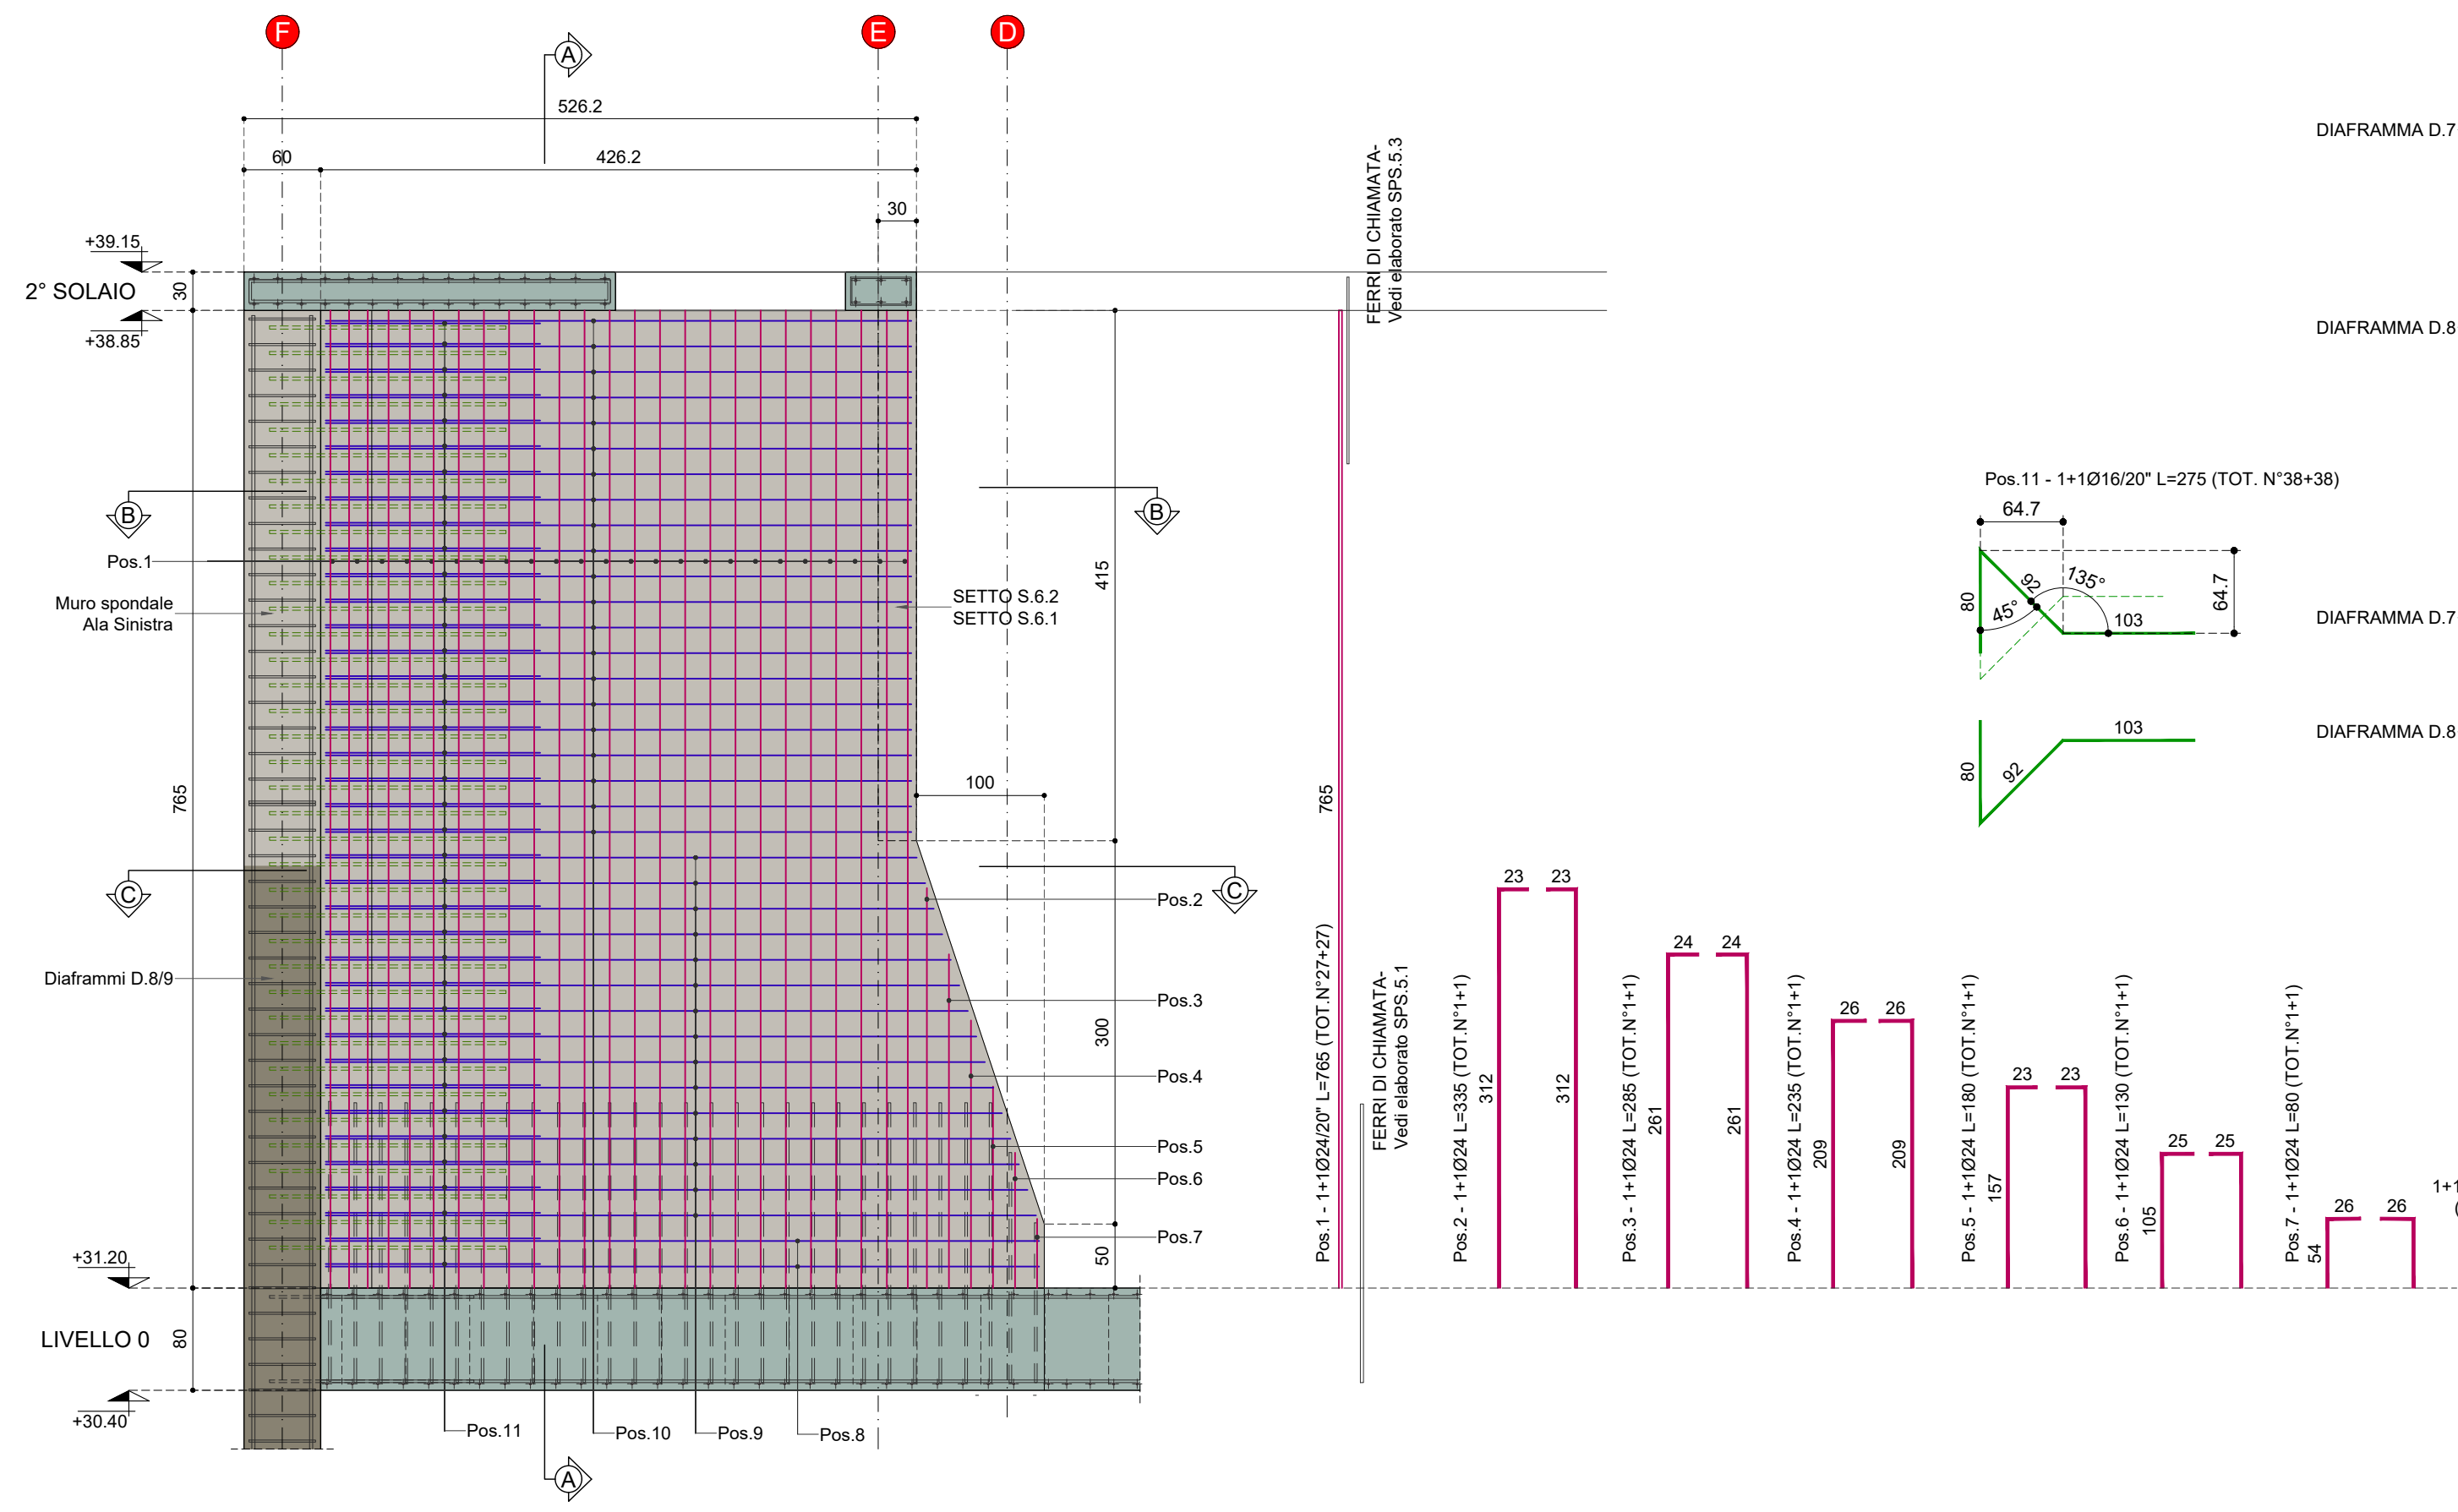 F
E
D
A
526.2
60
426.2
30
+39.15
2° SOLAIO
30
+38.85
FERRI DI CHIAMATA-
Vedi elaborato SPS.5.3
DIAFRAMMA D.7
DIAFRAMMA D.8
B
B
Pos.1
Muro spondale
Ala Sinistra
SETTO S.6.2
SETTO S.6.1
415
765
100
C
C
Diaframmi D.8/9
Pos.2
Pos.3
300
Pos.4
Pos.5
Pos.6
Pos.7
50
+31.20
LIVELLO 0
80
+30.40
Pos.11
Pos.10
Pos.9
Pos.8
A
765
Pos.1 - 1+1Ø24/20" L=765 (TOT.N°27+27)
FERRI DI CHIAMATA-
Vedi elaborato SPS.5.1
Pos.11 - 1+1Ø16/20" L=275 (TOT. N°38+38)
64.7
80
92
45°
135°
103
64.7
DIAFRAMMA D.7
80
92
103
DIAFRAMMA D.8
23 23
Pos.2 - 1+1Ø24 L=335 (TOT.N°1+1)
312
312
24 24
Pos.3 - 1+1Ø24 L=285 (TOT.N°1+1)
261
261
26 26
Pos.4 - 1+1Ø24 L=235 (TOT.N°1+1)
209
209
23 23
Pos.5 - 1+1Ø24 L=180 (TOT.N°1+1)
157
25 25
Pos.6 - 1+1Ø24 L=130 (TOT.N°1+1)
105
26 26
Pos.7 - 1+1Ø24 L=80 (TOT.N°1+1)
54
1+1
(